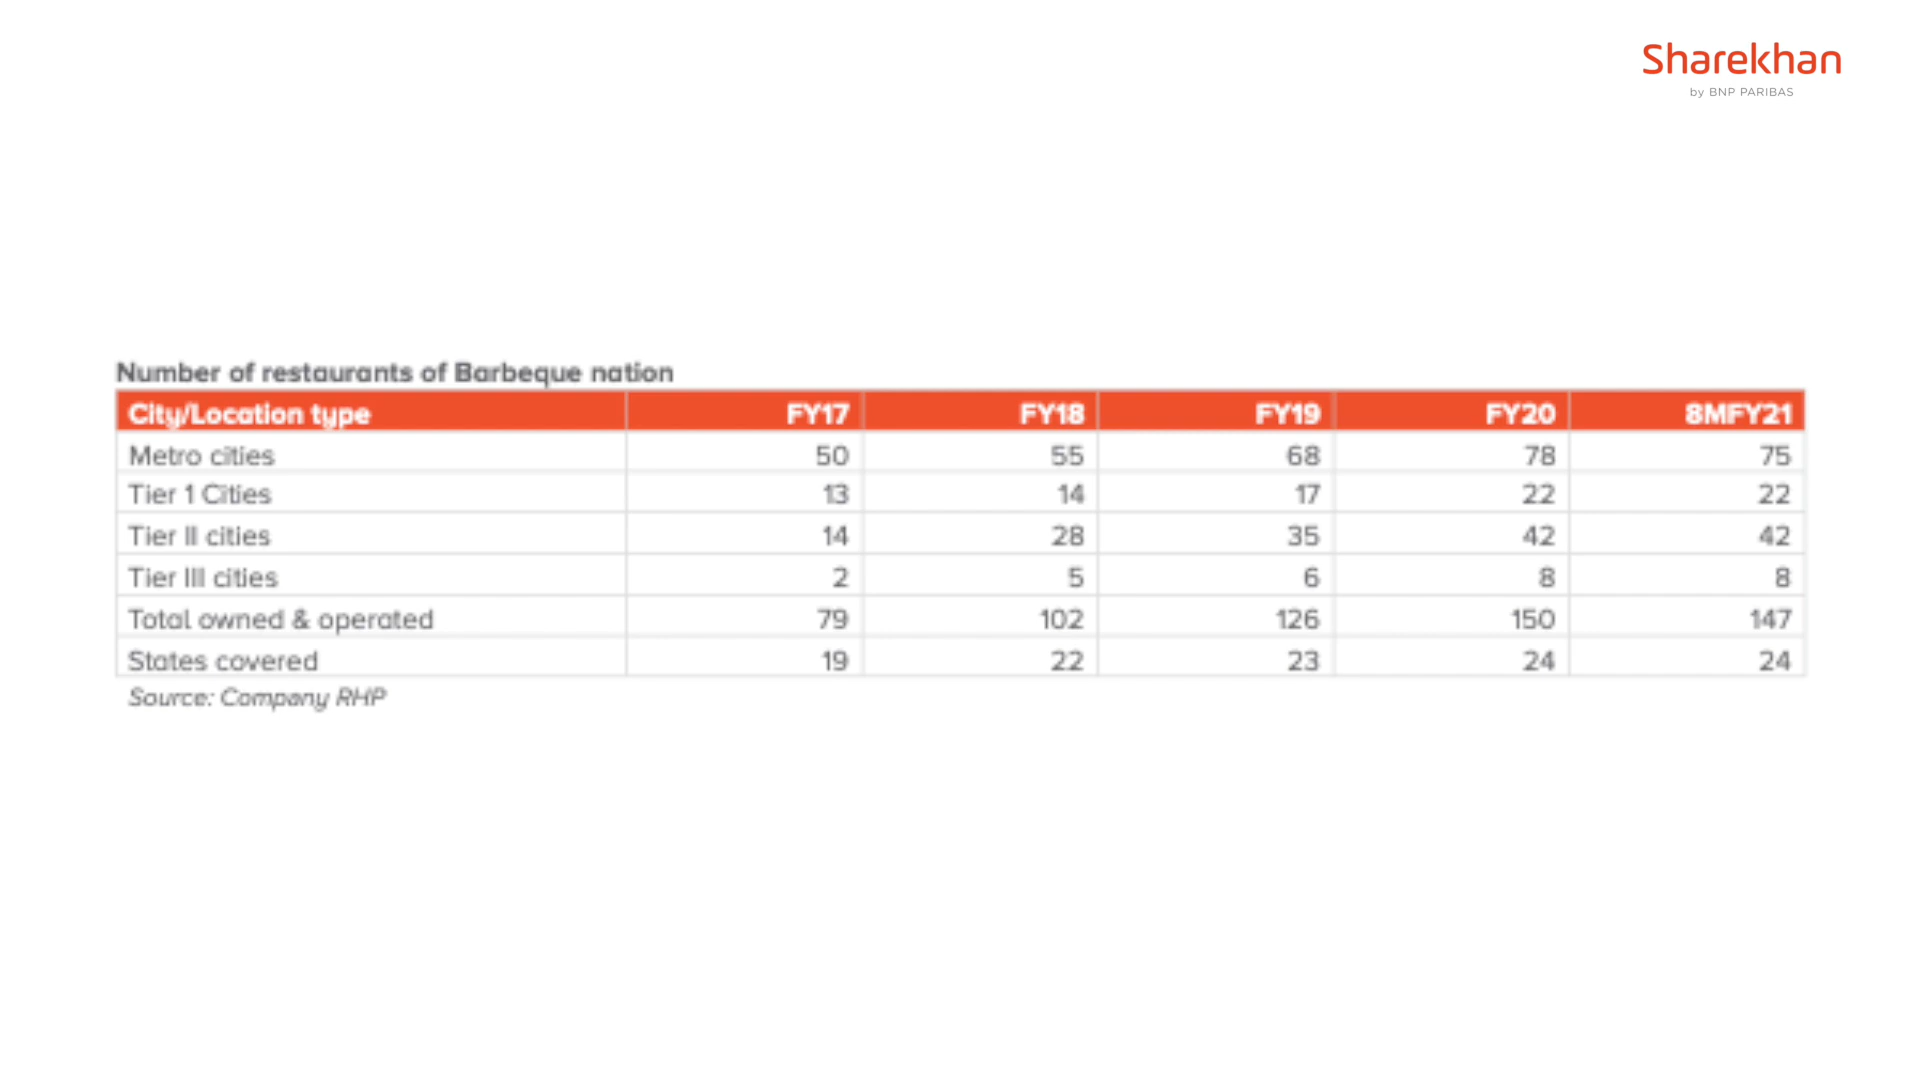 Sharekhan
by BNP PARIBAS
Number of restaurants of Barbeque nation
City/Location type FY17 FY18 FY19 FY20 8MFY21
Metro cities 50 55 68 78 75
Tier 1 Cities 13 14 17 22 22
Tier II cities 14 28 35 42 42
Tier III cities 2 5 6 8 8
Total owned & operated 79 102 126 150 147
States covered 19 22 23 24 24
Source: Company RHP